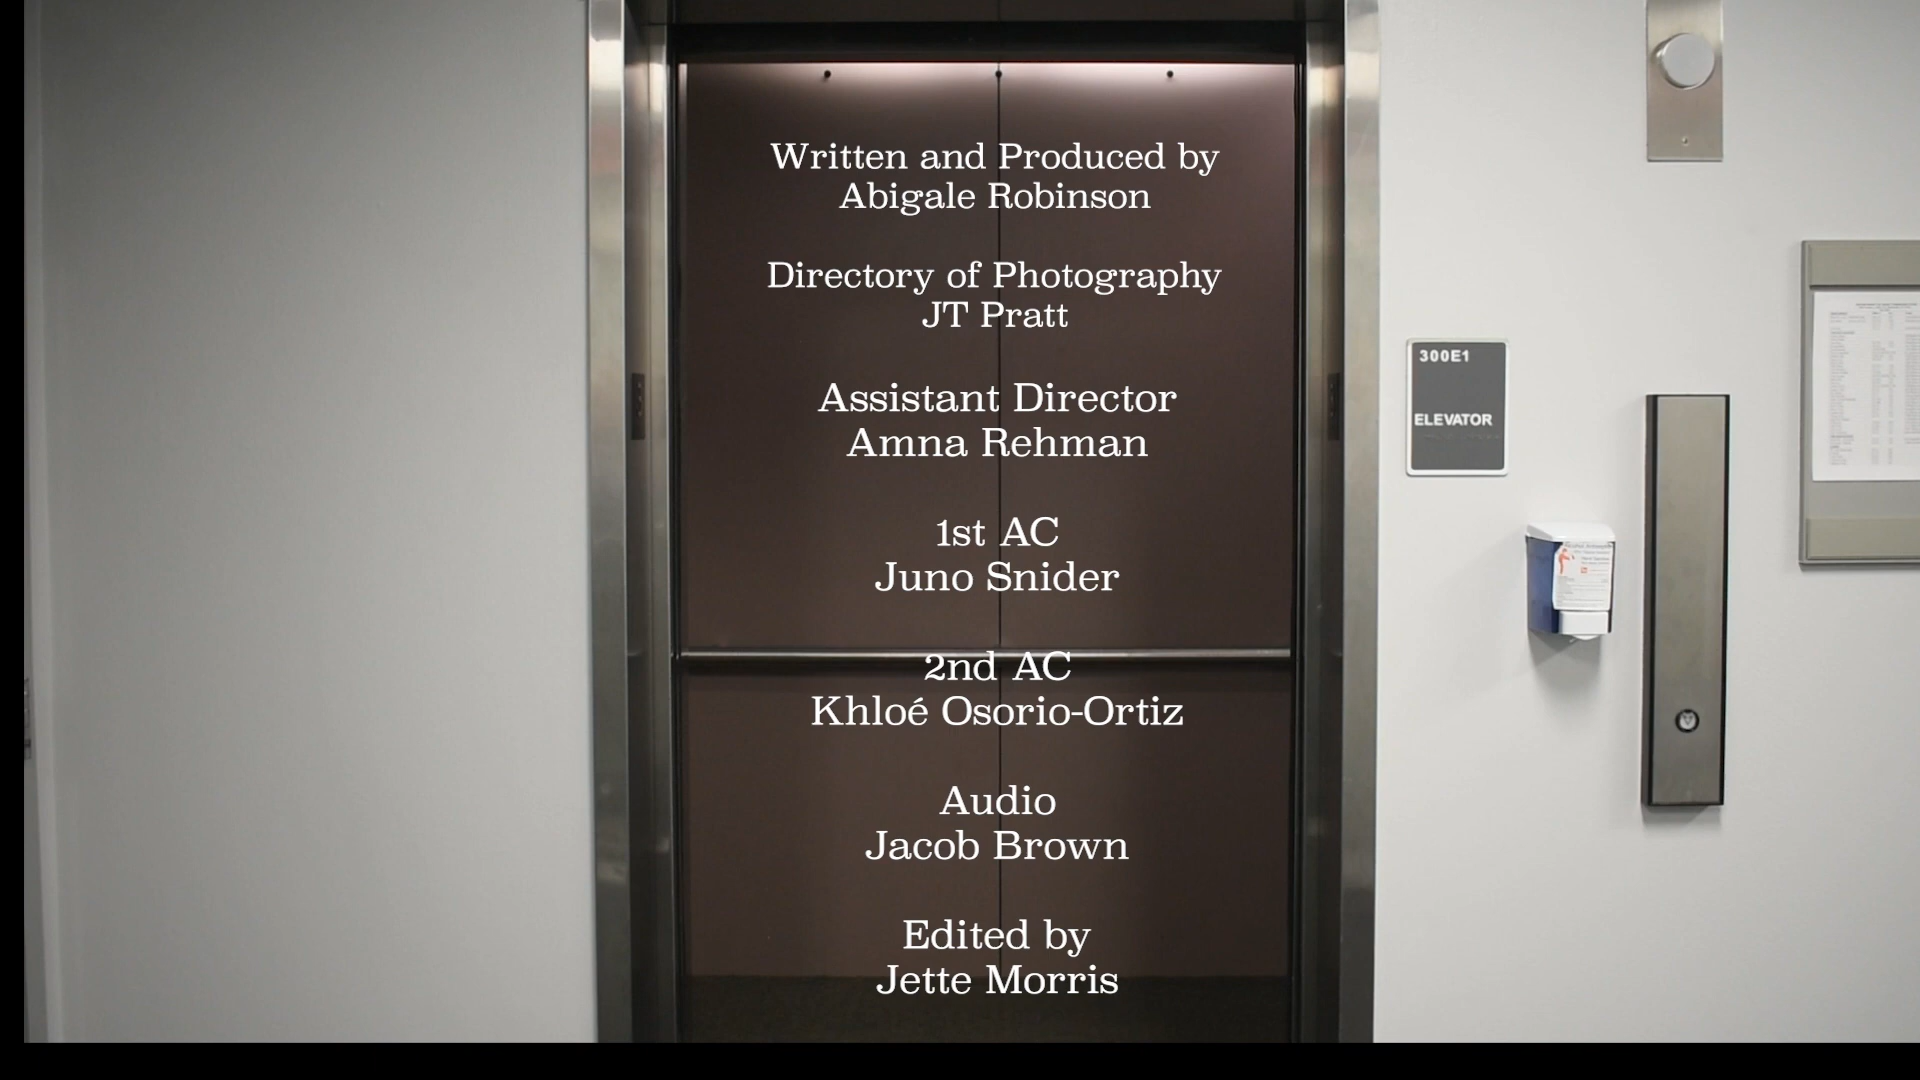 Written and Produced by
Abigale Robinson
Directory of Photography
JT Pratt
Assistant Director
Amna Rehman
1st AC
Juno Snider
2nd AC
Khloé Osorio-Ortiz
Audio
Jacob Brown
Edited by
Jette Morris
300E1
ELEVATOR